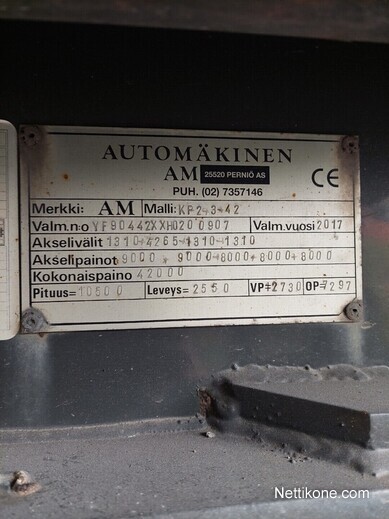 AUTOMÄKINEN
AM 25520 PERNIÖ AS
PUH. (02) 7357146
CE
Merkki: AM Malli: KP2-3-42
Valm.n:o YF90442XXH0200907 Valm.vuosi 2017
Akselivälit 1310+4265+1310+1310
Akselipainot 9000 + 9000+8000+8000+8000
Kokonaispaino 42000
Pituus= 10500 Leveys= 2550 VP=2730 OP=7297
Nettikone.com